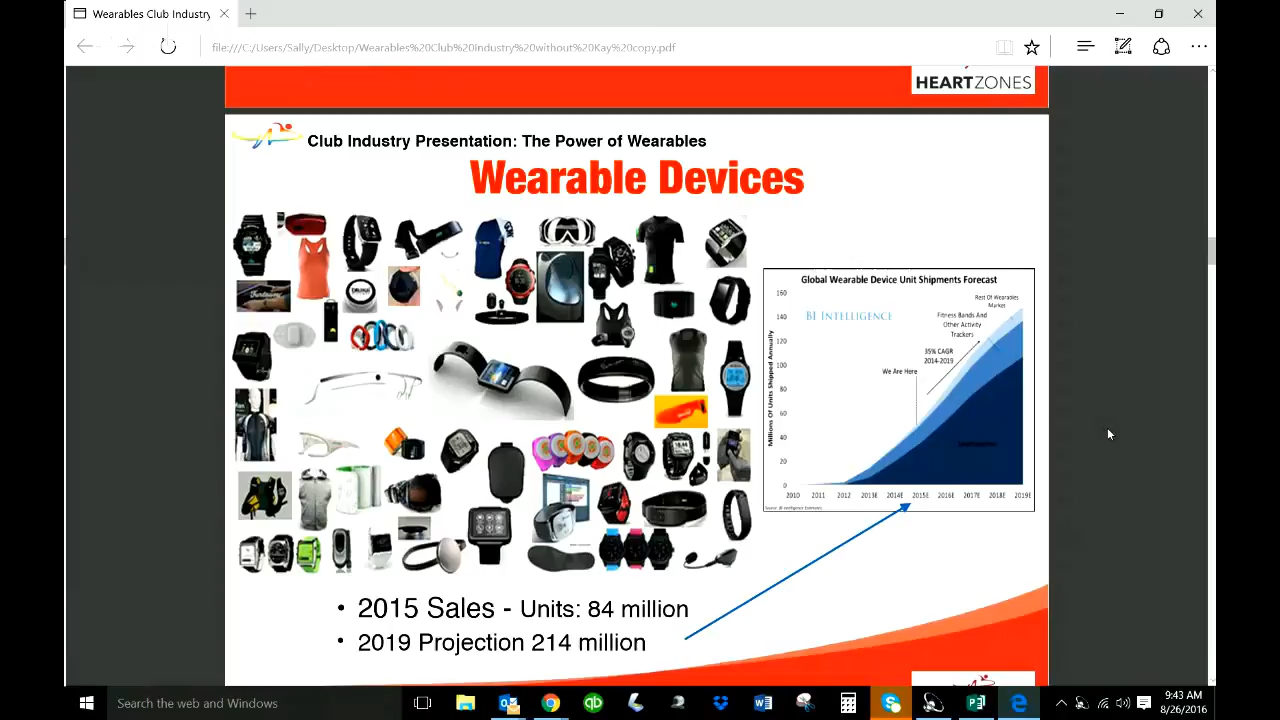 Wearables Club Industry
file:///C:/Users/Sally/Desktop/Wearables%20Club%20Industry%20without%20Kay%20copy.pdf
HEARTZONES
Club Industry Presentation: The Power of Wearables
Wearable Devices
Global Wearable Device Unit Shipments Forecast
BI INTELLIGENCE
Millions Of Units Shipped Annually
160
140
120
100
80
60
40
20
0
Rest Of Wearables
Market
Fitness Bands And
Other Activity
Trackers
35% CAGR
2014-2019
We Are Here
2010 2011 2012 2013E 2014E 2015E 2016E 2017E 2018E 2019E
Source: BI Intelligence Estimates
• 2015 Sales - Units: 84 million
• 2019 Projection 214 million
Search the Web and Windows
9:43 AM
8/26/2016